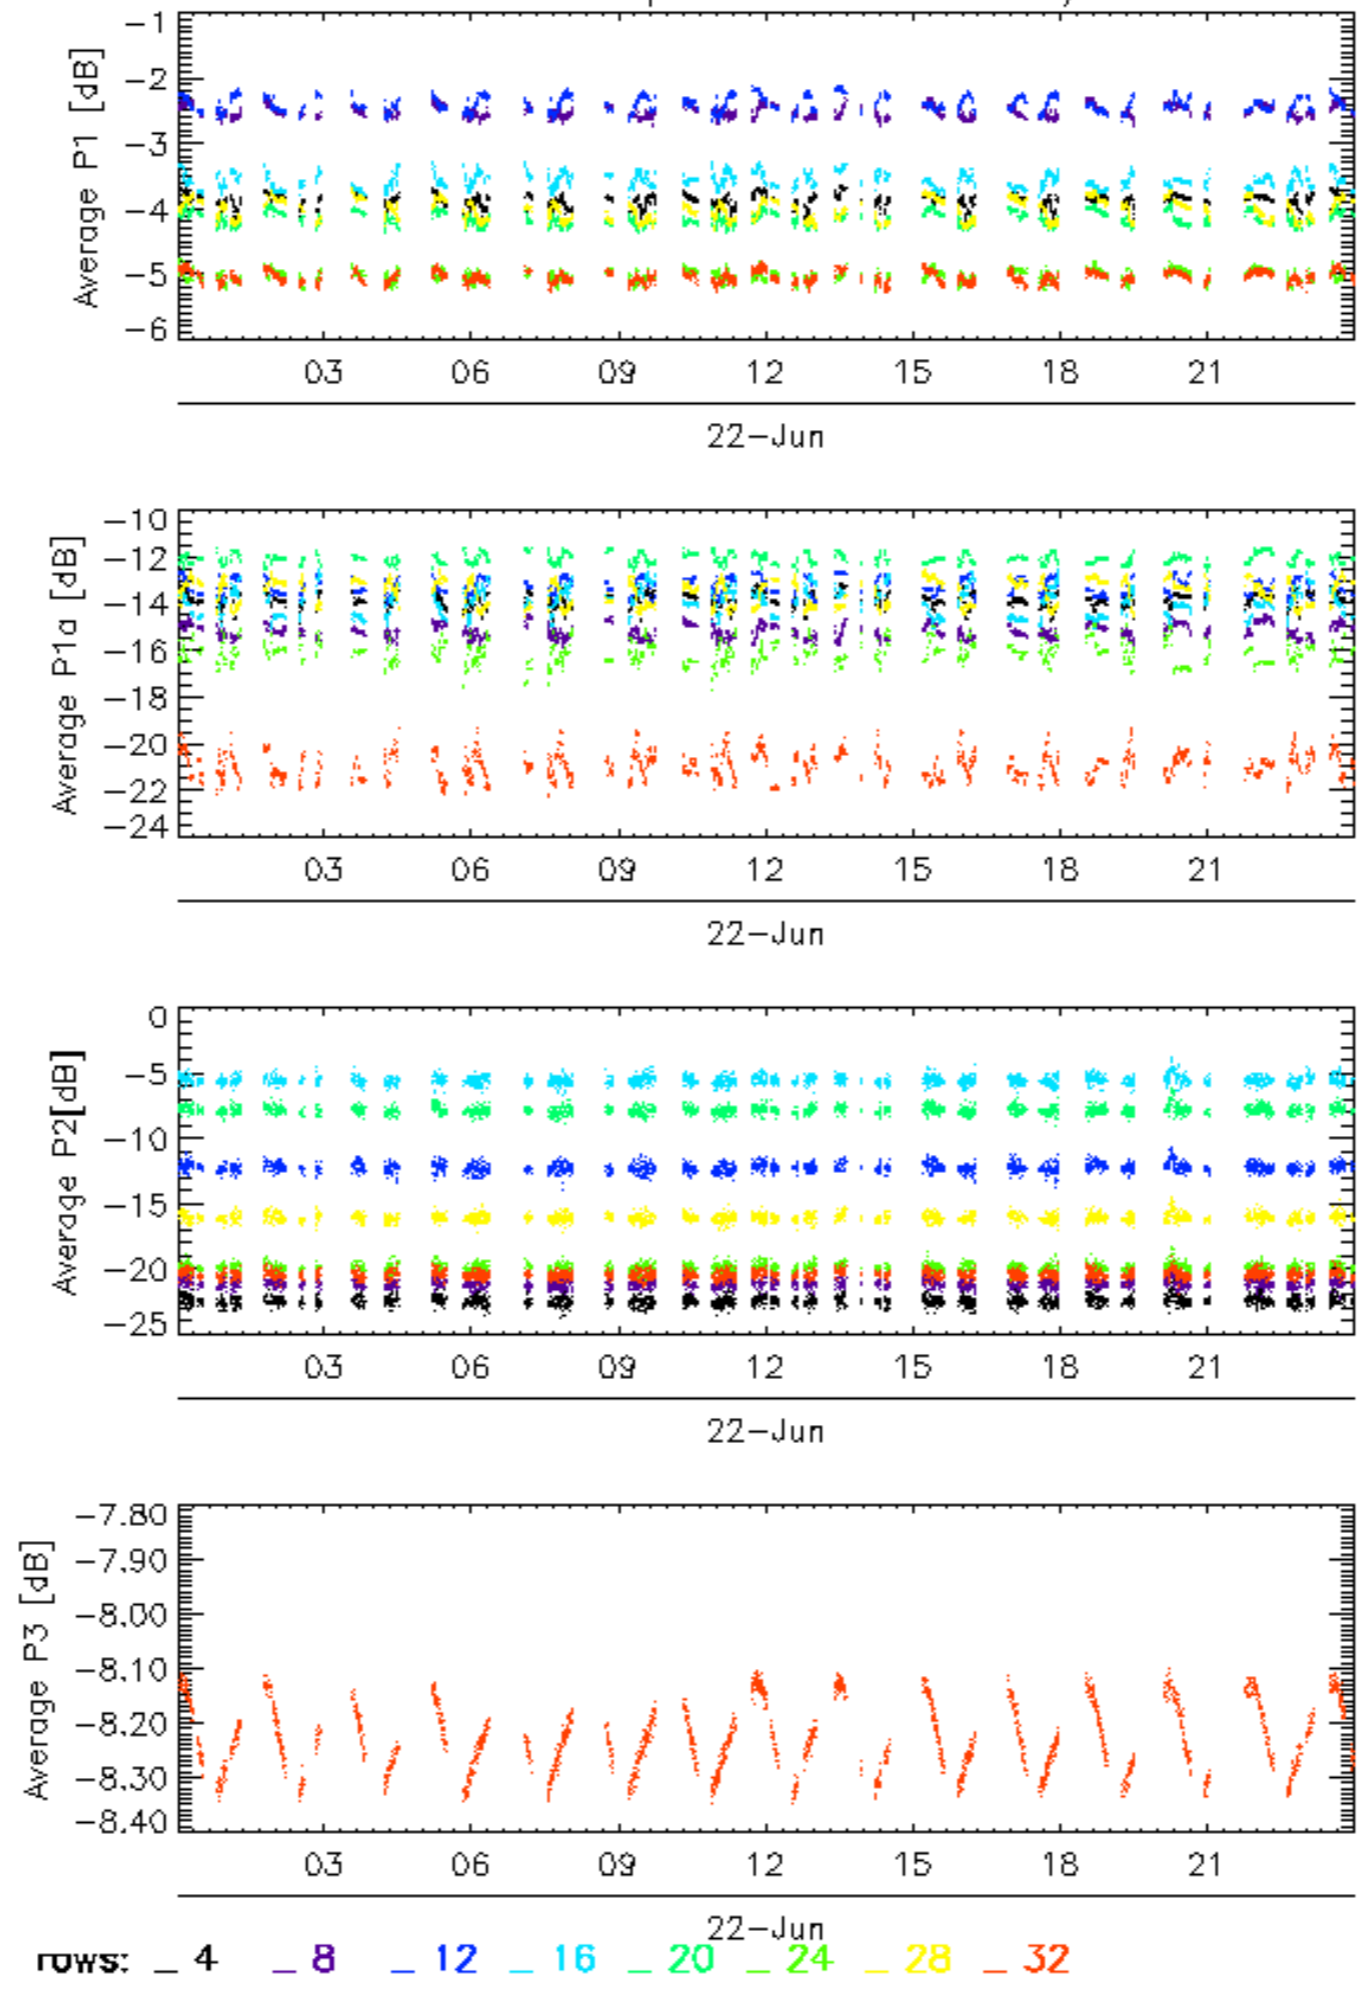 Average P1 [dB]
-1
-2
-3
-4
-5
-6
03 06 09 12 15 18 21
22-Jun
Average P1a [dB]
-10
-12
-14
-16
-18
-20
-22
-24
03 06 09 12 15 18 21
22-Jun
Average P2[dB]
0
-5
-10
-15
-20
-25
03 06 09 12 15 18 21
22-Jun
Average P3 [dB]
-7.80
-7.90
-8.00
-8.10
-8.20
-8.30
-8.40
03 06 09 12 15 18 21
22-Jun
rows: _ 4 _ 8 _ 12 _ 16 _ 20 _ 24 _ 28 _ 32